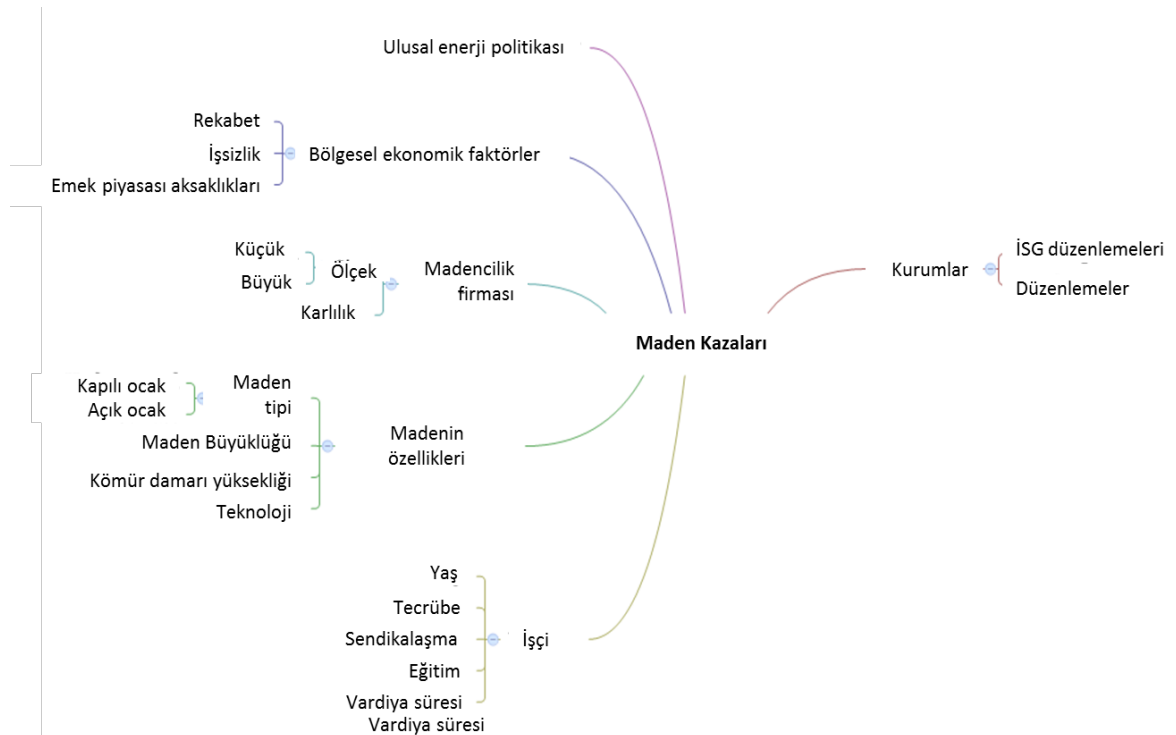 Ulusal enerji politikası
Rekabet
İşsizlik
Emek piyasası aksaklıkları
Bölgesel ekonomik faktörler
Küçük
Büyük
Ölçek
Karlılık
Madencilik
firması
Kurumlar
İSG düzenlemeleri
Düzenlemeler
Maden Kazaları
Kapılı ocak
Açık ocak
Maden
tipi
Maden Büyüklüğü
Kömür damarı yüksekliği
Teknoloji
Madenin
özellikleri
Yaş
Tecrübe
Sendikalaşma
Eğitim
Vardiya süresi
Vardiya süresi
İşçi